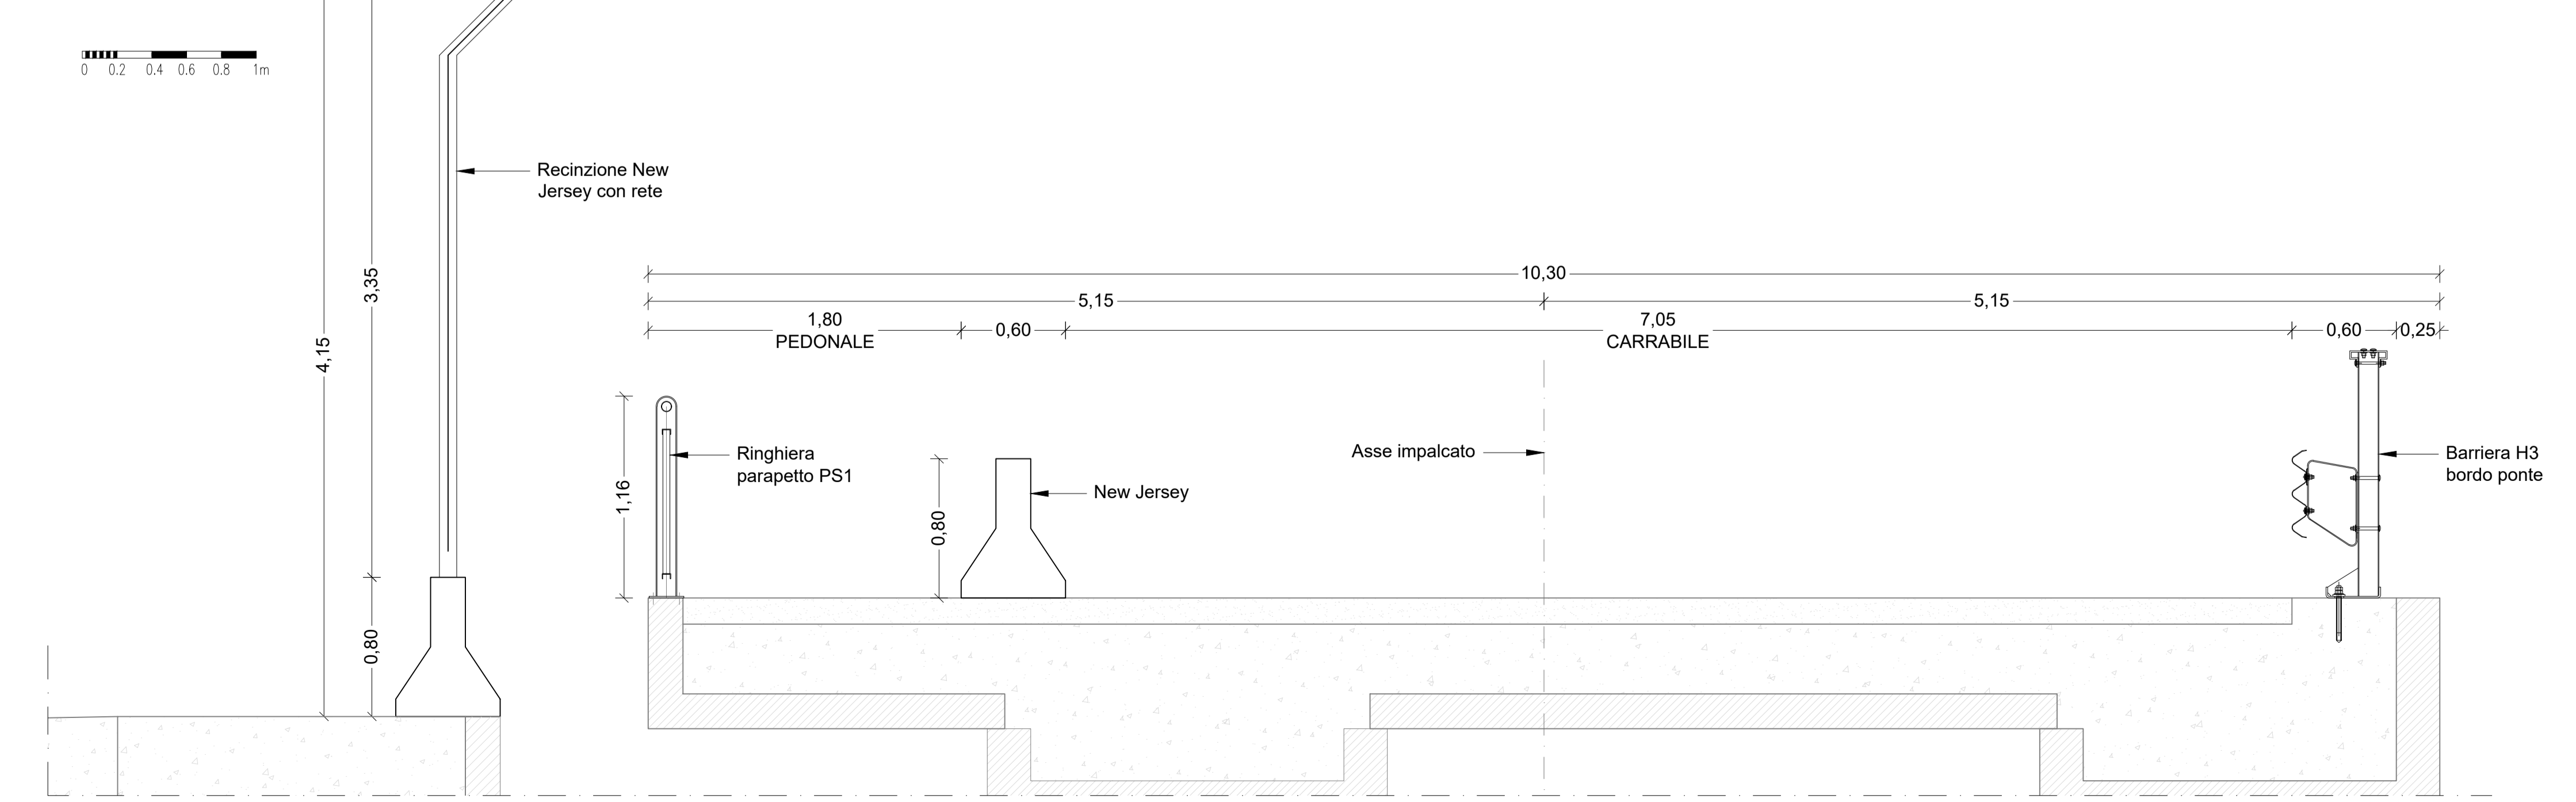 0 0.2 0.4 0.6 0.8 1m
Recinzione New
Jersey con rete
3,35
4,15
0,80
10,30
5,15 5,15
1,80 0,60 7,05 0,60 0,25
PEDONALE CARRABILE
1,16
Ringhiera
parapetto PS1
0,80
New Jersey
Asse impalcato
Barriera H3
bordo ponte